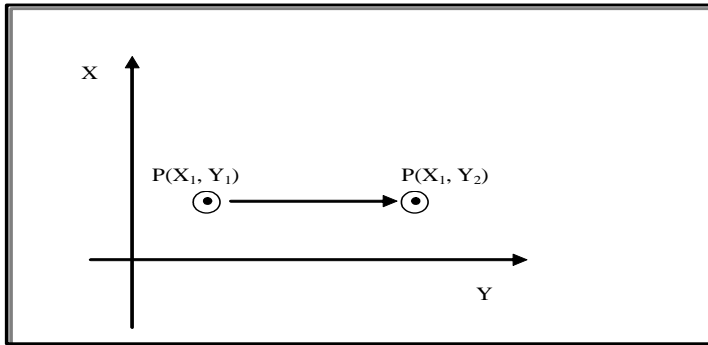 X
P(X₁, Y₁) P(X₁, Y₂)
Y